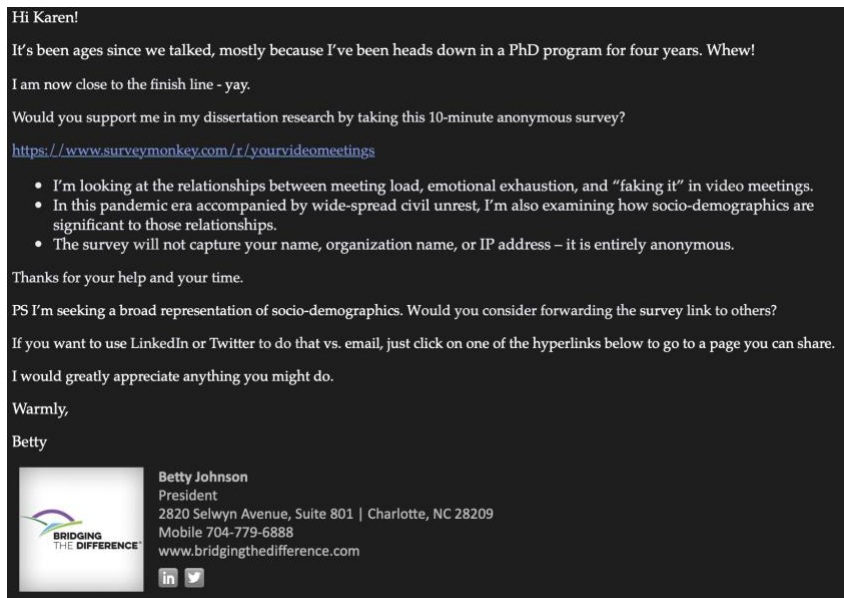 Hi Karen!
It's been ages since we talked, mostly because I've been heads down in a PhD program for four years. Whew!
I am now close to the finish line - yay.
Would you support me in my dissertation research by taking this 10-minute anonymous survey?
https://www.surveymonkey.com/r/yourvideomeetings
• I'm looking at the relationships between meeting load, emotional exhaustion, and "faking it" in video meetings.
• In this pandemic era accompanied by wide-spread civil unrest, I'm also examining how socio-demographics are
significant to those relationships.
• The survey will not capture your name, organization name, or IP address – it is entirely anonymous.
Thanks for your help and your time.
PS I'm seeking a broad representation of socio-demographics. Would you consider forwarding the survey link to others?
If you want to use LinkedIn or Twitter to do that vs. email, just click on one of the hyperlinks below to go to a page you can share.
I would greatly appreciate anything you might do.
Warmly,
Betty
BRIDGING
THE DIFFERENCE
Betty Johnson
President
2820 Selwyn Avenue, Suite 801 | Charlotte, NC 28209
Mobile 704-779-6888
www.bridgingthedifference.com
in